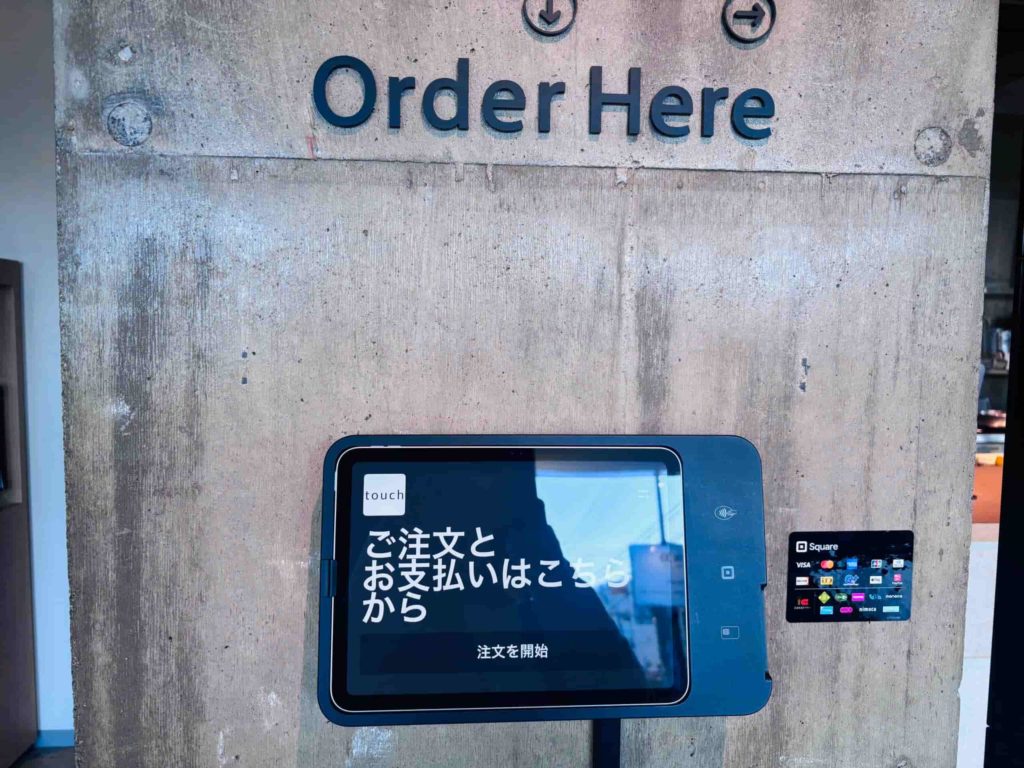 Order Here
touch
ご注文と
お支払いはこちら
から
注文を開始
Square
VISA
nimoca